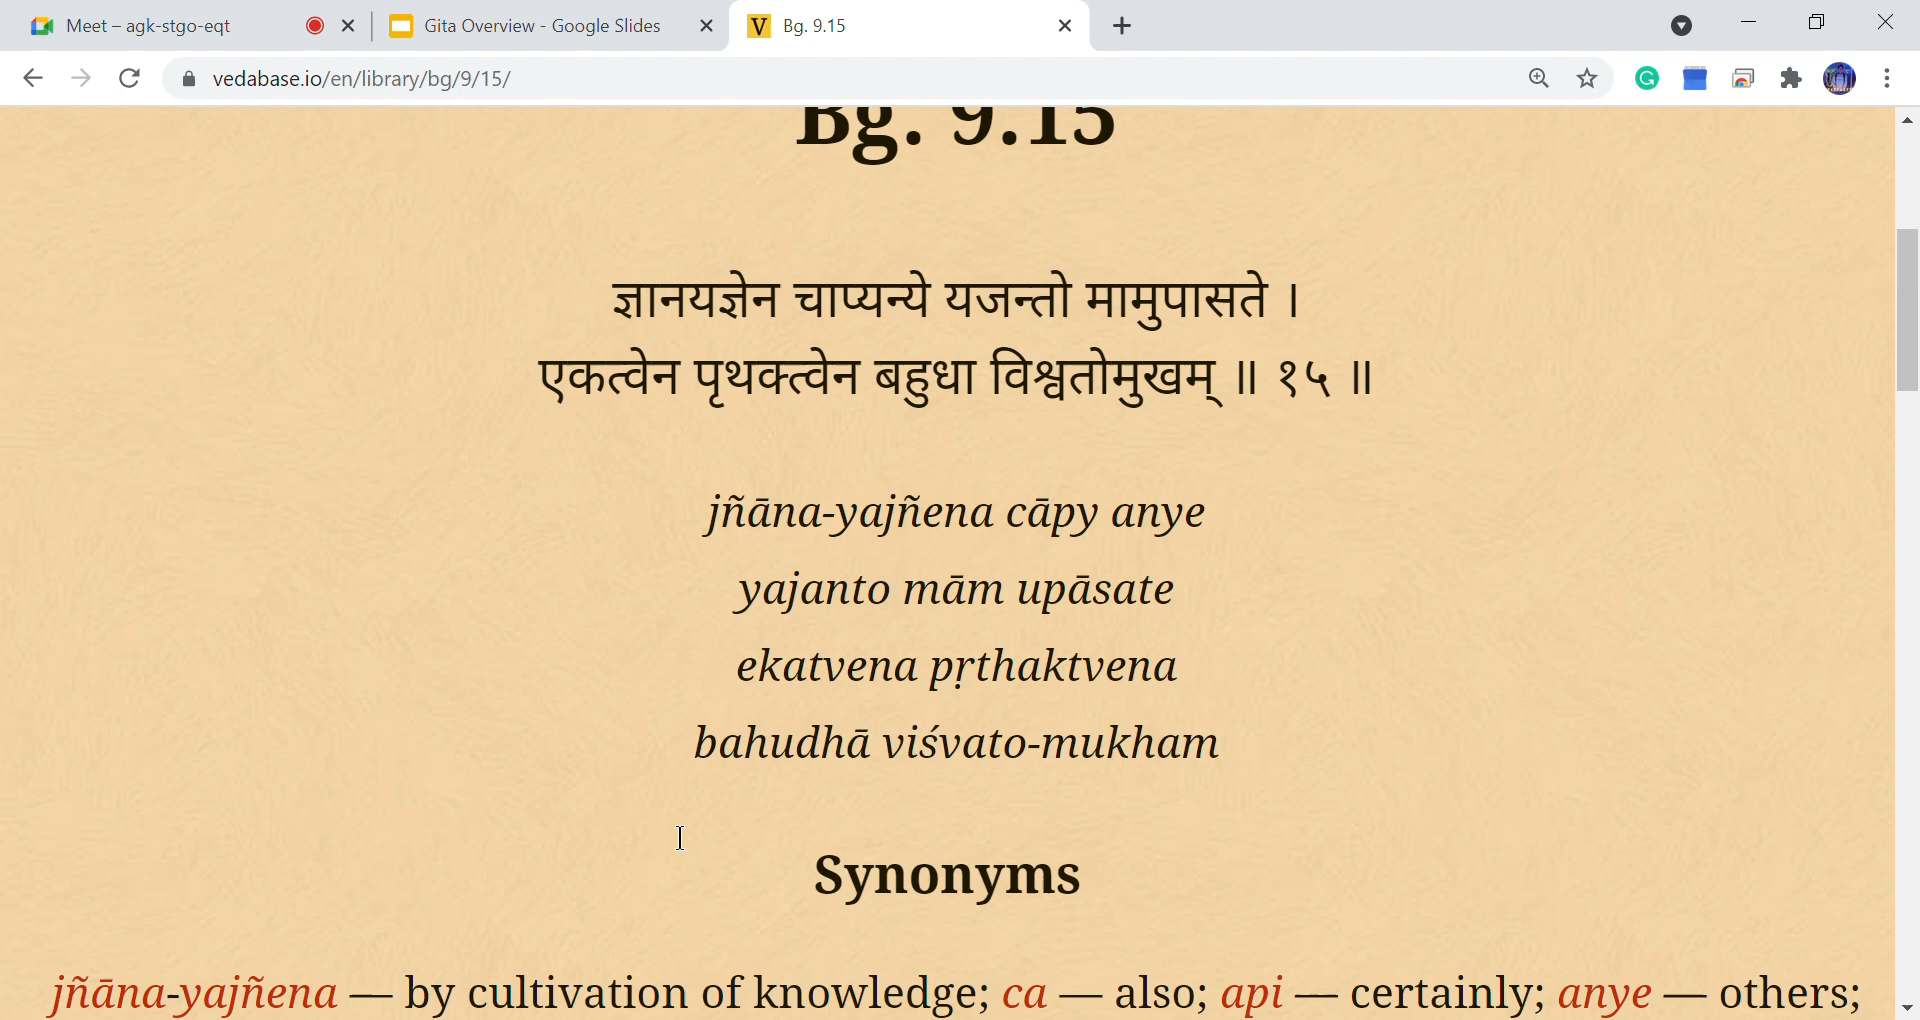 Meet – agk-stgo-eqt
Gita Overview - Google Slides
V Bg. 9.15
vedabase.io/en/library/bg/9/15/
Bg. 9.15
ज्ञानयज्ञेन चाप्यन्ये यजन्तो मामुपासते ।
एकत्वेन पृथक्त्वेन बहुधा विश्वतोमुखम् ॥ १५ ॥
jñāna-yajñena cāpy anye
yajanto mām upāsate
ekatvena pṛthaktvena
bahudhā viśvato-mukham
Synonyms
jñāna-yajñena — by cultivation of knowledge; ca — also; api — certainly; anye — others;